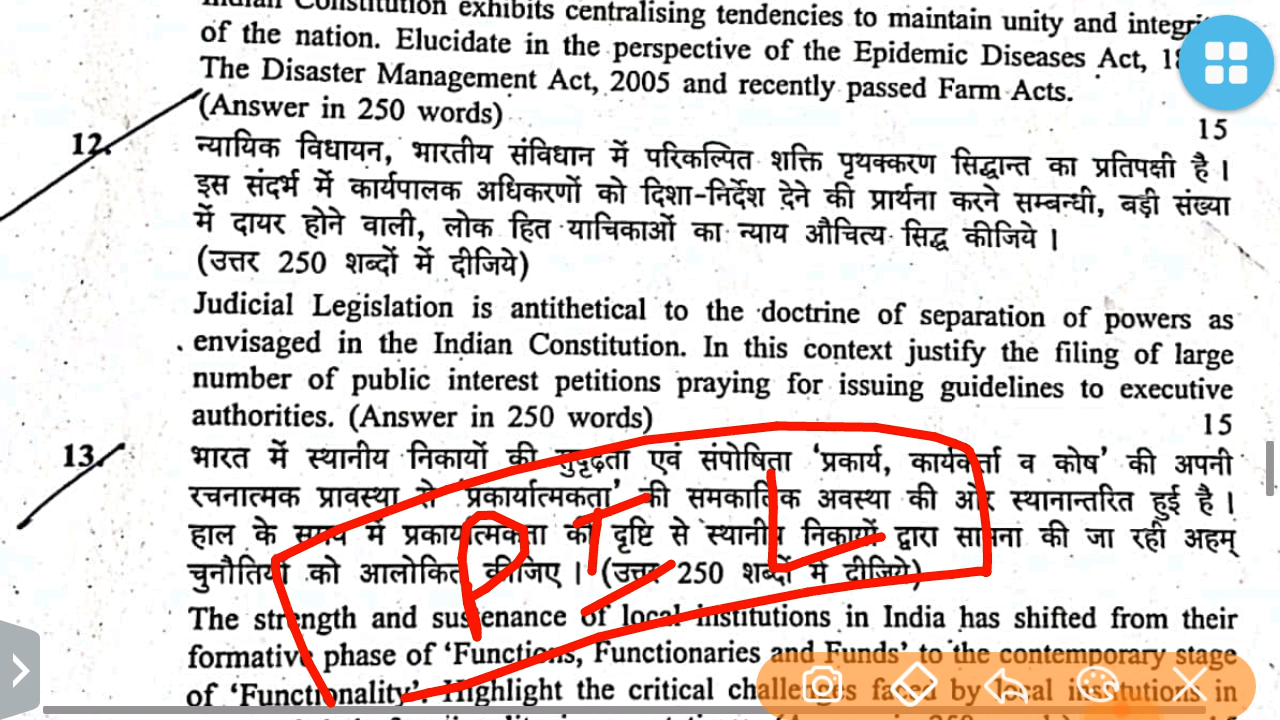 Indian Constitution exhibits centralising tendencies to maintain unity and
of the nation. Elucidate in the perspective of the Epidemic Diseases Act,
The Disaster Management Act, 2005 and recently passed Farm Acts.
(Answer in 250 words) 15
12. न्यायिक विधायन, भारतीय संविधान में परिकल्पित शक्ति पृथक्करण सिद्धान्त का प्रतिपक्षी है ।
इस संदर्भ में कार्यपालक अधिकरणों को दिशा-निर्देश देने की प्रार्थना करने सम्बन्धी, बड़ी संख्या
में दायर होने वाली, लोक हित याचिकाओं का न्याय औचित्य सिद्ध कीजिये ।
(उत्तर 250 शब्दों में दीजिये)
Judicial Legislation is antithetical to the doctrine of separation of powers as
envisaged in the Indian Constitution. In this context justify the filing of large
number of public interest petitions praying for issuing guidelines to executive
authorities. (Answer in 250 words) 15
13. भारत में स्थानीय निकायों की सुदृढ़ता एवं संपोषिता 'प्रकार्य, कार्यकर्ता व कोष' की अपनी
रचनात्मक प्रावस्था से 'प्रकार्यात्मकता' की समकालिक अवस्था की ओर स्थानान्तरित हुई है ।
हाल के समय में प्रकार्यात्मकता की दृष्टि से स्थानीय निकायों द्वारा सामना की जा रही अहम्
चुनौतियों को आलोकित कीजिए । (उत्तर 250 शब्दों में दीजिये)
PIL
The strength and sustenance of local institutions in India has shifted from their
formative phase of 'Functions, Functionaries and Funds' to the contemporary stage
of 'Functionality'. Highlight the critical challenges faced by local institutions in